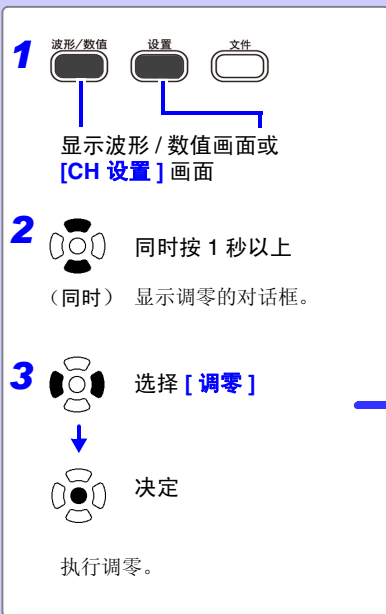 1 波形/数值 设置 文件
显示波形 / 数值画面或
[CH 设置 ] 画面
2 同时按 1 秒以上
（同时） 显示调零的对话框。
3 选择 [ 调零 ]
决定
执行调零。